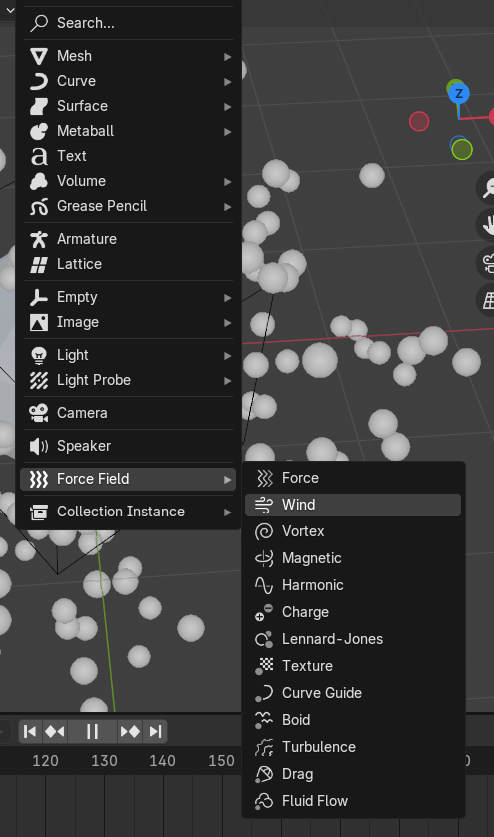 Search...
Mesh
Curve
Surface
Metaball
Text
Volume
Grease Pencil
Armature
Lattice
Empty
Image
Light
Light Probe
Camera
Speaker
Force Field
Collection Instance
Z
Force
Wind
Vortex
Magnetic
Harmonic
Charge
Lennard-Jones
Texture
Curve Guide
Boid
Turbulence
Drag
Fluid Flow
120 130 140 150